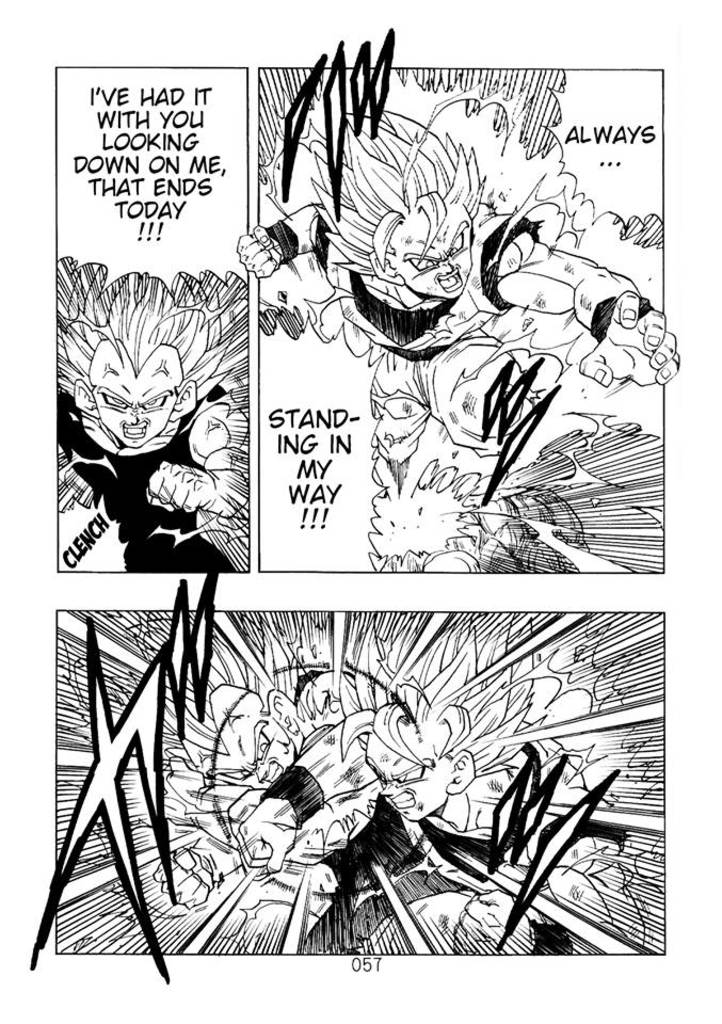 ALWAYS
...
STAND-
ING IN
MY
WAY
!!!
I'VE HAD IT
WITH YOU
LOOKING
DOWN ON ME,
THAT ENDS
TODAY
!!!
CLENCH
057